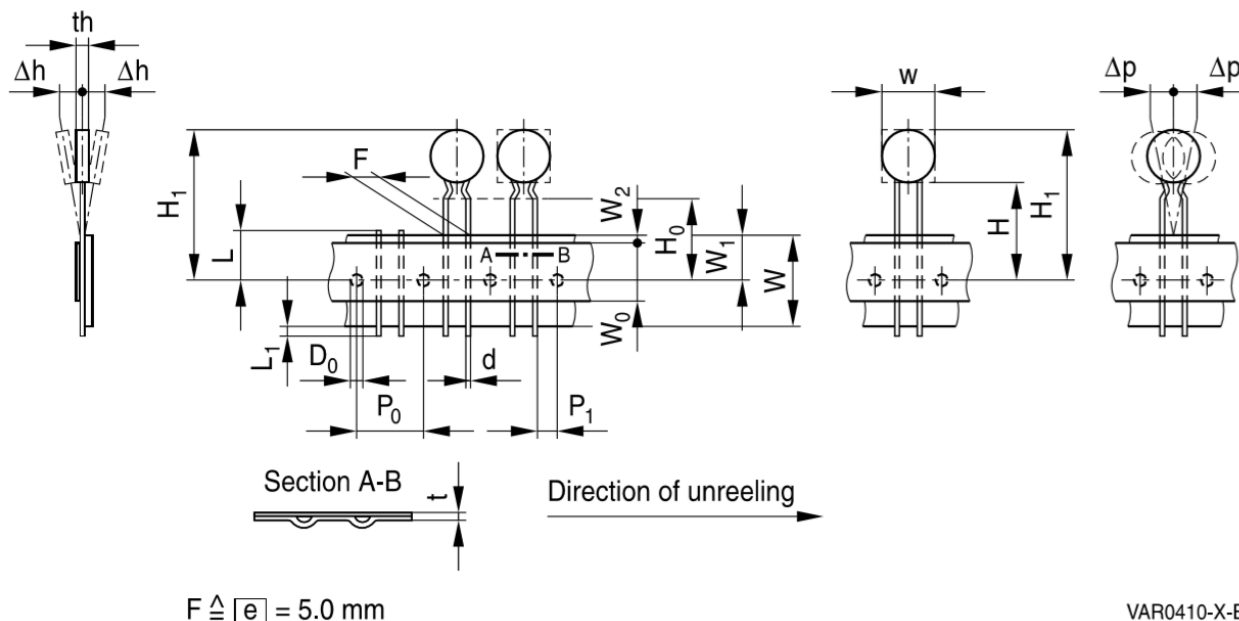 th
Δh Δh
w
Δp Δp
F
H₁
L
W₂
H₀
W₁
W
H
H₁
A B
L₁
D₀
d
W₀
P₀
P₁
Section A-B
t
Direction of unreeling
F ≙ e = 5.0 mm
VAR0410-X-E